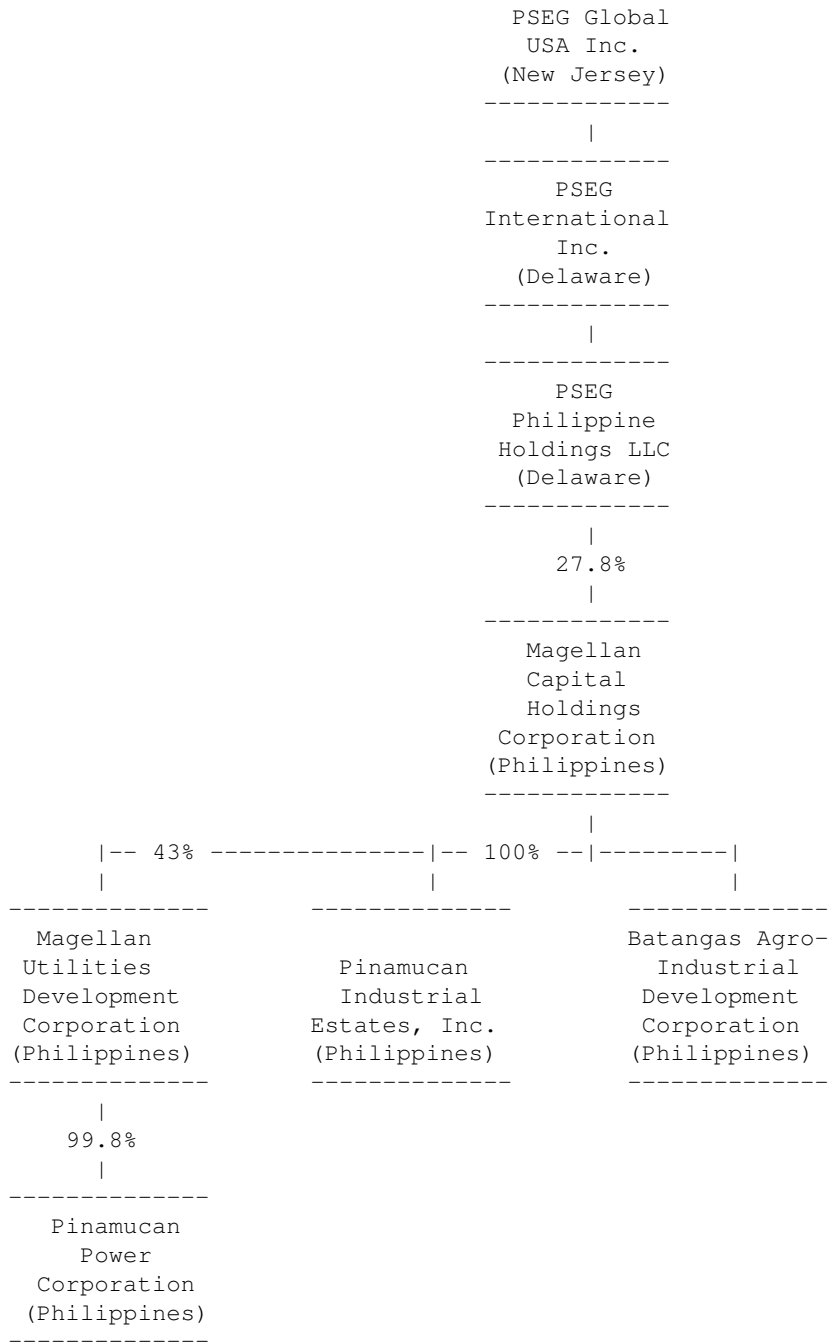 PSEG Global
USA Inc.
(New Jersey)
-------------
|
-------------
PSEG
International
Inc.
(Delaware)
-------------
|
-------------
PSEG
Philippine
Holdings LLC
(Delaware)
-------------
|
27.8%
|
-------------
Magellan
Capital
Holdings
Corporation
(Philippines)
-------------
|
|-- 43% ---------------|-- 100% --|---------|
| | |
-------------- -------------- --------------
Magellan Batangas Agro-
Utilities Pinamucan Industrial
Development Industrial Development
Corporation Estates, Inc. Corporation
(Philippines) (Philippines) (Philippines)
-------------- -------------- --------------
|
99.8%
|
--------------
Pinamucan
Power
Corporation
(Philippines)
--------------